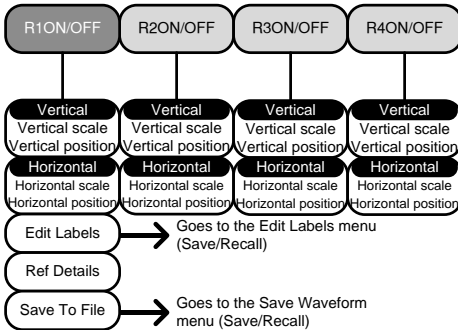 R1ON/OFF R2ON/OFF R3ON/OFF R4ON/OFF
Vertical Vertical Vertical Vertical
Vertical scale Vertical scale Vertical scale Vertical scale
Vertical position Vertical position Vertical position Vertical position
Horizontal Horizontal Horizontal Horizontal
Horizontal scale Horizontal scale Horizontal scale Horizontal scale
Horizontal position Horizontal position Horizontal position Horizontal position
Edit Labels Goes to the Edit Labels menu
(Save/Recall)
Ref Details
Save To File Goes to the Save Waveform
menu (Save/Recall)